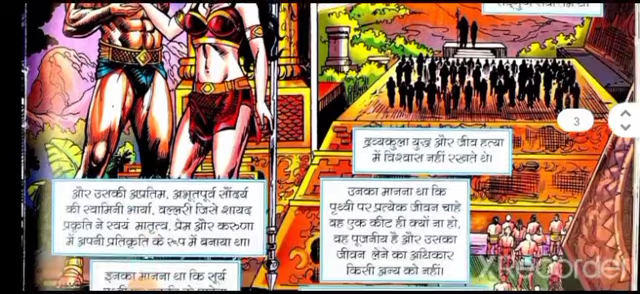 और उसकी अप्रतिम, अभूतपूर्व सौंदर्य
की स्वामिनी भार्या, वल्लरी जिसे शायद
प्रकृति ने स्वयं मातृत्व, प्रेम और करुणा
में अपनी प्रतिकृति के रूप में बनाया था।
इनका मानना था कि सूर्य
3
द्रव्यकुला युद्ध और जीव हत्या
में विश्वास नहीं रखते थे।
उनका मानना था कि
पृथ्वी पर प्रत्येक जीवन चाहे
वह एक कीट ही क्यों ना हो,
वह पूजनीय है और उसका
जीवन लेने का अधिकार
किसी अन्य को नहीं।
XRecorder